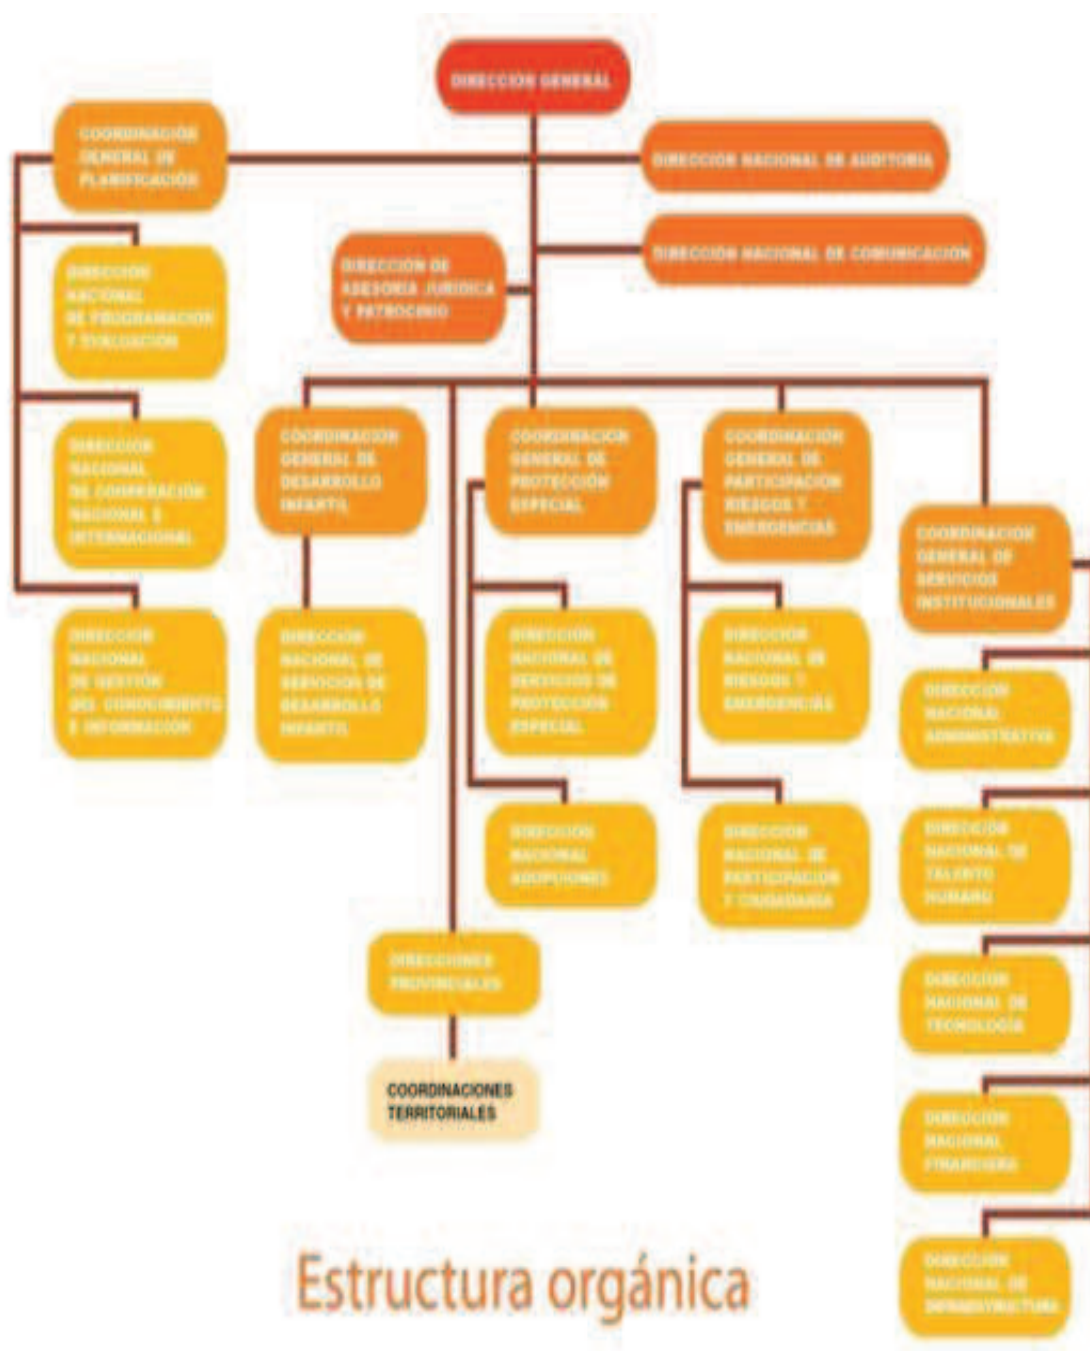 DIRECCIÓN GENERAL
COORDINACIÓN
GENERAL DE
PLANIFICACIÓN
DIRECCIÓN NACIONAL DE AUDITORÍA
DIRECCIÓN NACIONAL DE COMUNICACIÓN
DIRECCIÓN DE
ASESORÍA JURÍDICA
Y PATROCINIO
DIRECCIÓN
NACIONAL
DE PROGRAMACIÓN
Y EVALUACIÓN
DIRECCIÓN
NACIONAL
DE COOPERACIÓN
NACIONAL E
INTERNACIONAL
DIRECCIÓN
NACIONAL
DE GESTIÓN
DEL CONOCIMIENTO
E INFORMACIÓN
COORDINACIÓN
GENERAL DE
DESARROLLO
INFANTIL
DIRECCIÓN
NACIONAL DE
SERVICIOS DE
DESARROLLO
INFANTIL
COORDINACIÓN
GENERAL DE
PROTECCIÓN
ESPECIAL
DIRECCIÓN
NACIONAL DE
SERVICIOS DE
PROTECCIÓN
ESPECIAL
DIRECCIÓN
NACIONAL
ADOPCIONES
COORDINACIÓN
GENERAL DE
PARTICIPACIÓN
RIESGOS Y
EMERGENCIAS
DIRECCIÓN
NACIONAL DE
RIESGOS Y
EMERGENCIAS
DIRECCIÓN
NACIONAL DE
PARTICIPACIÓN
Y CIUDADANÍA
COORDINACIÓN
GENERAL DE
SERVICIOS
INSTITUCIONALES
DIRECCIÓN
NACIONAL
ADMINISTRATIVA
DIRECCIÓN
NACIONAL DE
TALENTO
HUMANO
DIRECCIÓN
NACIONAL DE
TECNOLOGÍA
DIRECCIÓN
NACIONAL
FINANCIERA
DIRECCIÓN
NACIONAL DE
INFRAESTRUCTURA
DIRECCIONES
PROVINCIALES
COORDINACIONES
TERRITORIALES
Estructura orgánica